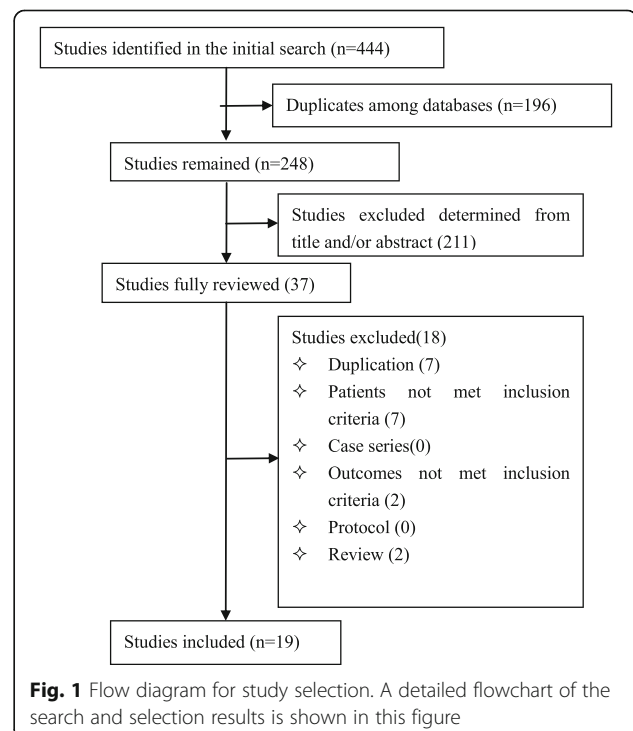 Studies identified in the initial search (n=444)
Duplicates among databases (n=196)
Studies remained (n=248)
Studies excluded determined from
title and/or abstract (211)
Studies fully reviewed (37)
Studies excluded(18)
✧ Duplication (7)
✧ Patients not met inclusion
criteria (7)
✧ Case series(0)
✧ Outcomes not met inclusion
criteria (2)
✧ Protocol (0)
✧ Review (2)
Studies included (n=19)
Fig. 1 Flow diagram for study selection. A detailed flowchart of the
search and selection results is shown in this figure